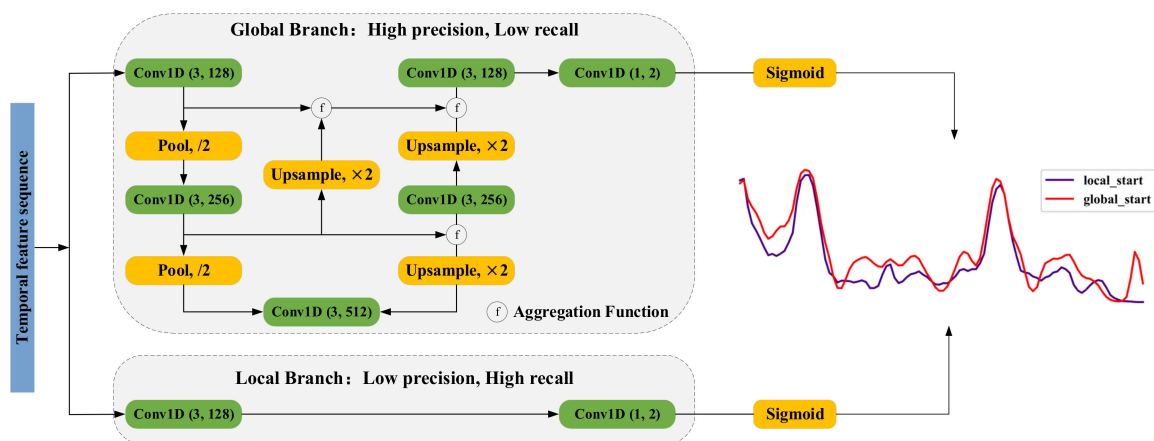 Temporal feature sequence
Global Branch：High precision, Low recall
Conv1D (3, 128)
Conv1D (3, 128)
Conv1D (1, 2)
Sigmoid
f
f
Pool, /2
Upsample, ×2
Upsample, ×2
Conv1D (3, 256)
Conv1D (3, 256)
f
Pool, /2
Upsample, ×2
Conv1D (3, 512)
f Aggregation Function
local_start
global_start
Local Branch：Low precision, High recall
Conv1D (3, 128)
Conv1D (1, 2)
Sigmoid